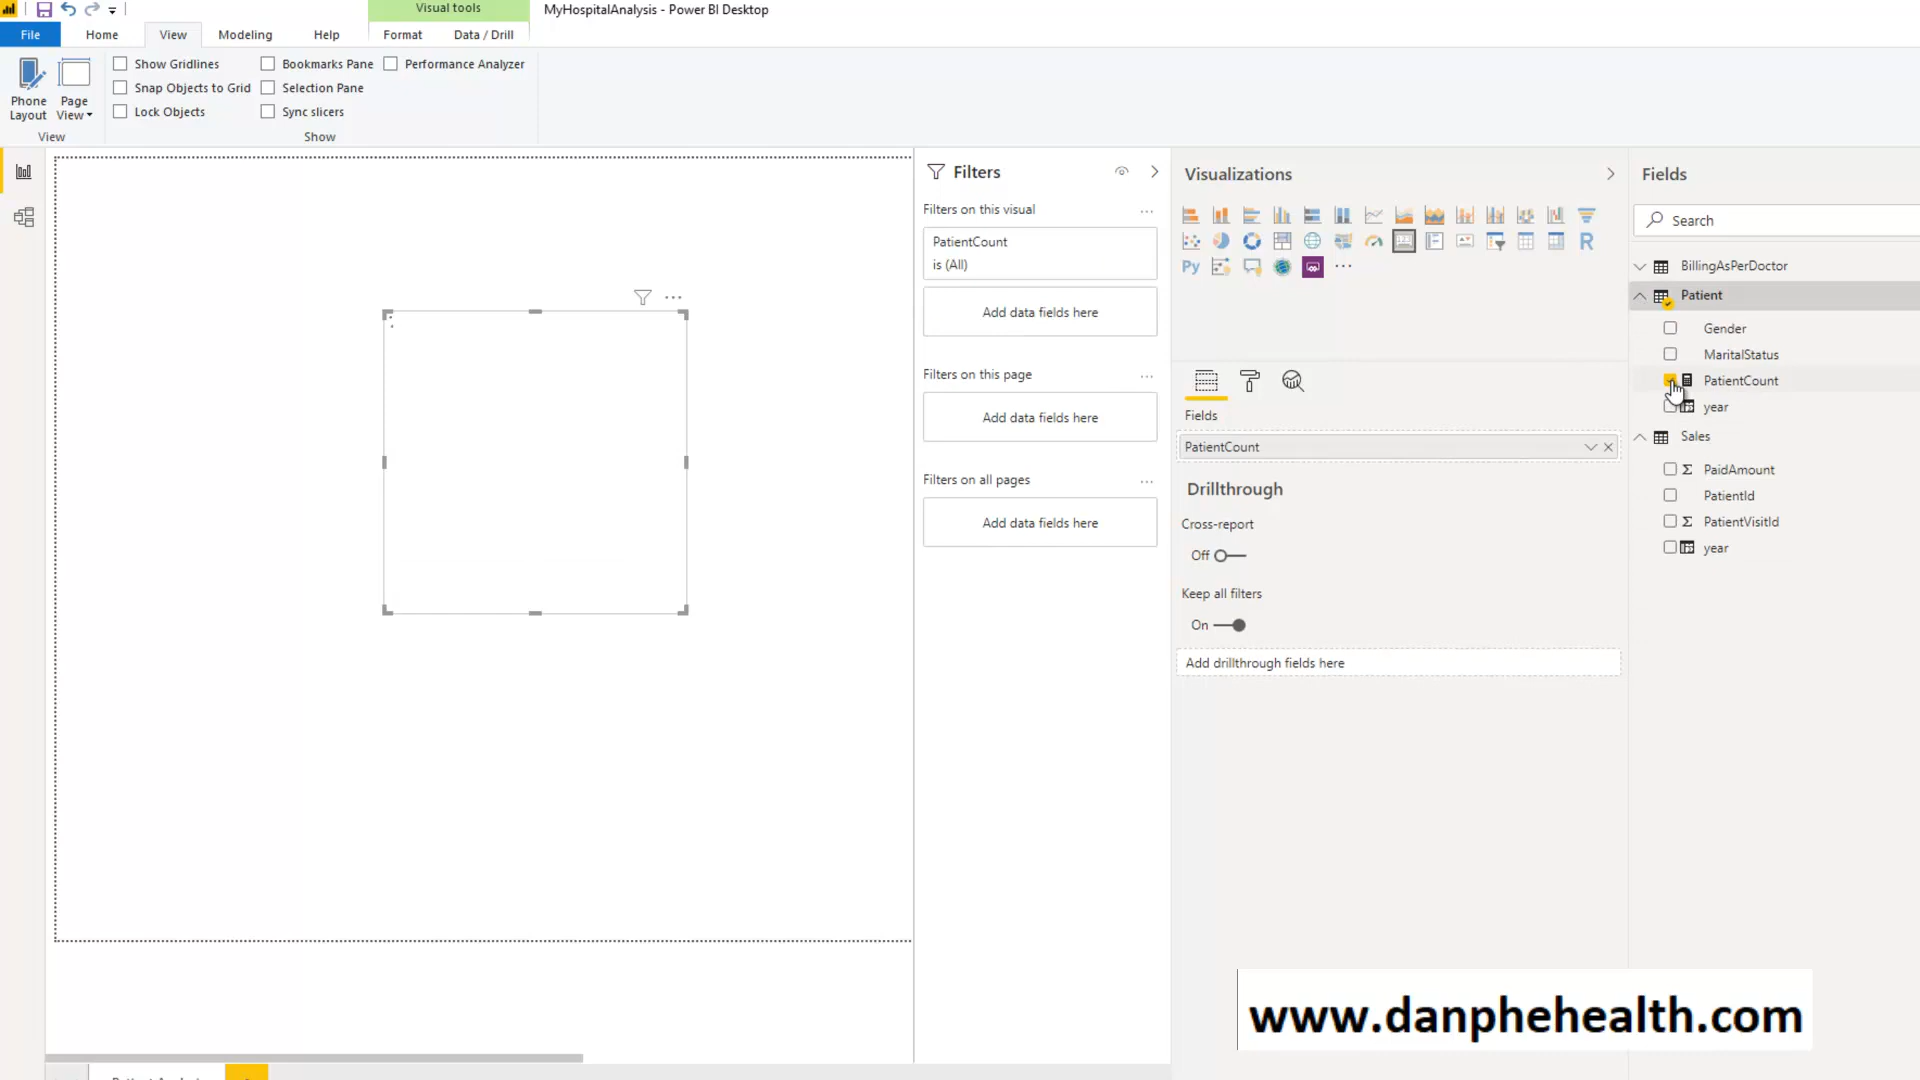 Visual tools
MyHospitalAnalysis - Power BI Desktop
File
Home
View
Modeling
Help
Format
Data / Drill
Phone
Layout
Page
View
Show Gridlines
Snap Objects to Grid
Lock Objects
Bookmarks Pane
Selection Pane
Sync slicers
Performance Analyzer
View
Show
Filters
Filters on this visual
PatientCount
is (All)
Add data fields here
Filters on this page
Add data fields here
Filters on all pages
Add data fields here
Visualizations
R
Py
Fields
PatientCount
Drillthrough
Cross-report
Off
Keep all filters
On
Add drillthrough fields here
Fields
Search
BillingAsPerDoctor
Patient
Gender
MaritalStatus
PatientCount
year
Sales
PaidAmount
PatientId
PatientVisitId
year
www.danphehealth.com